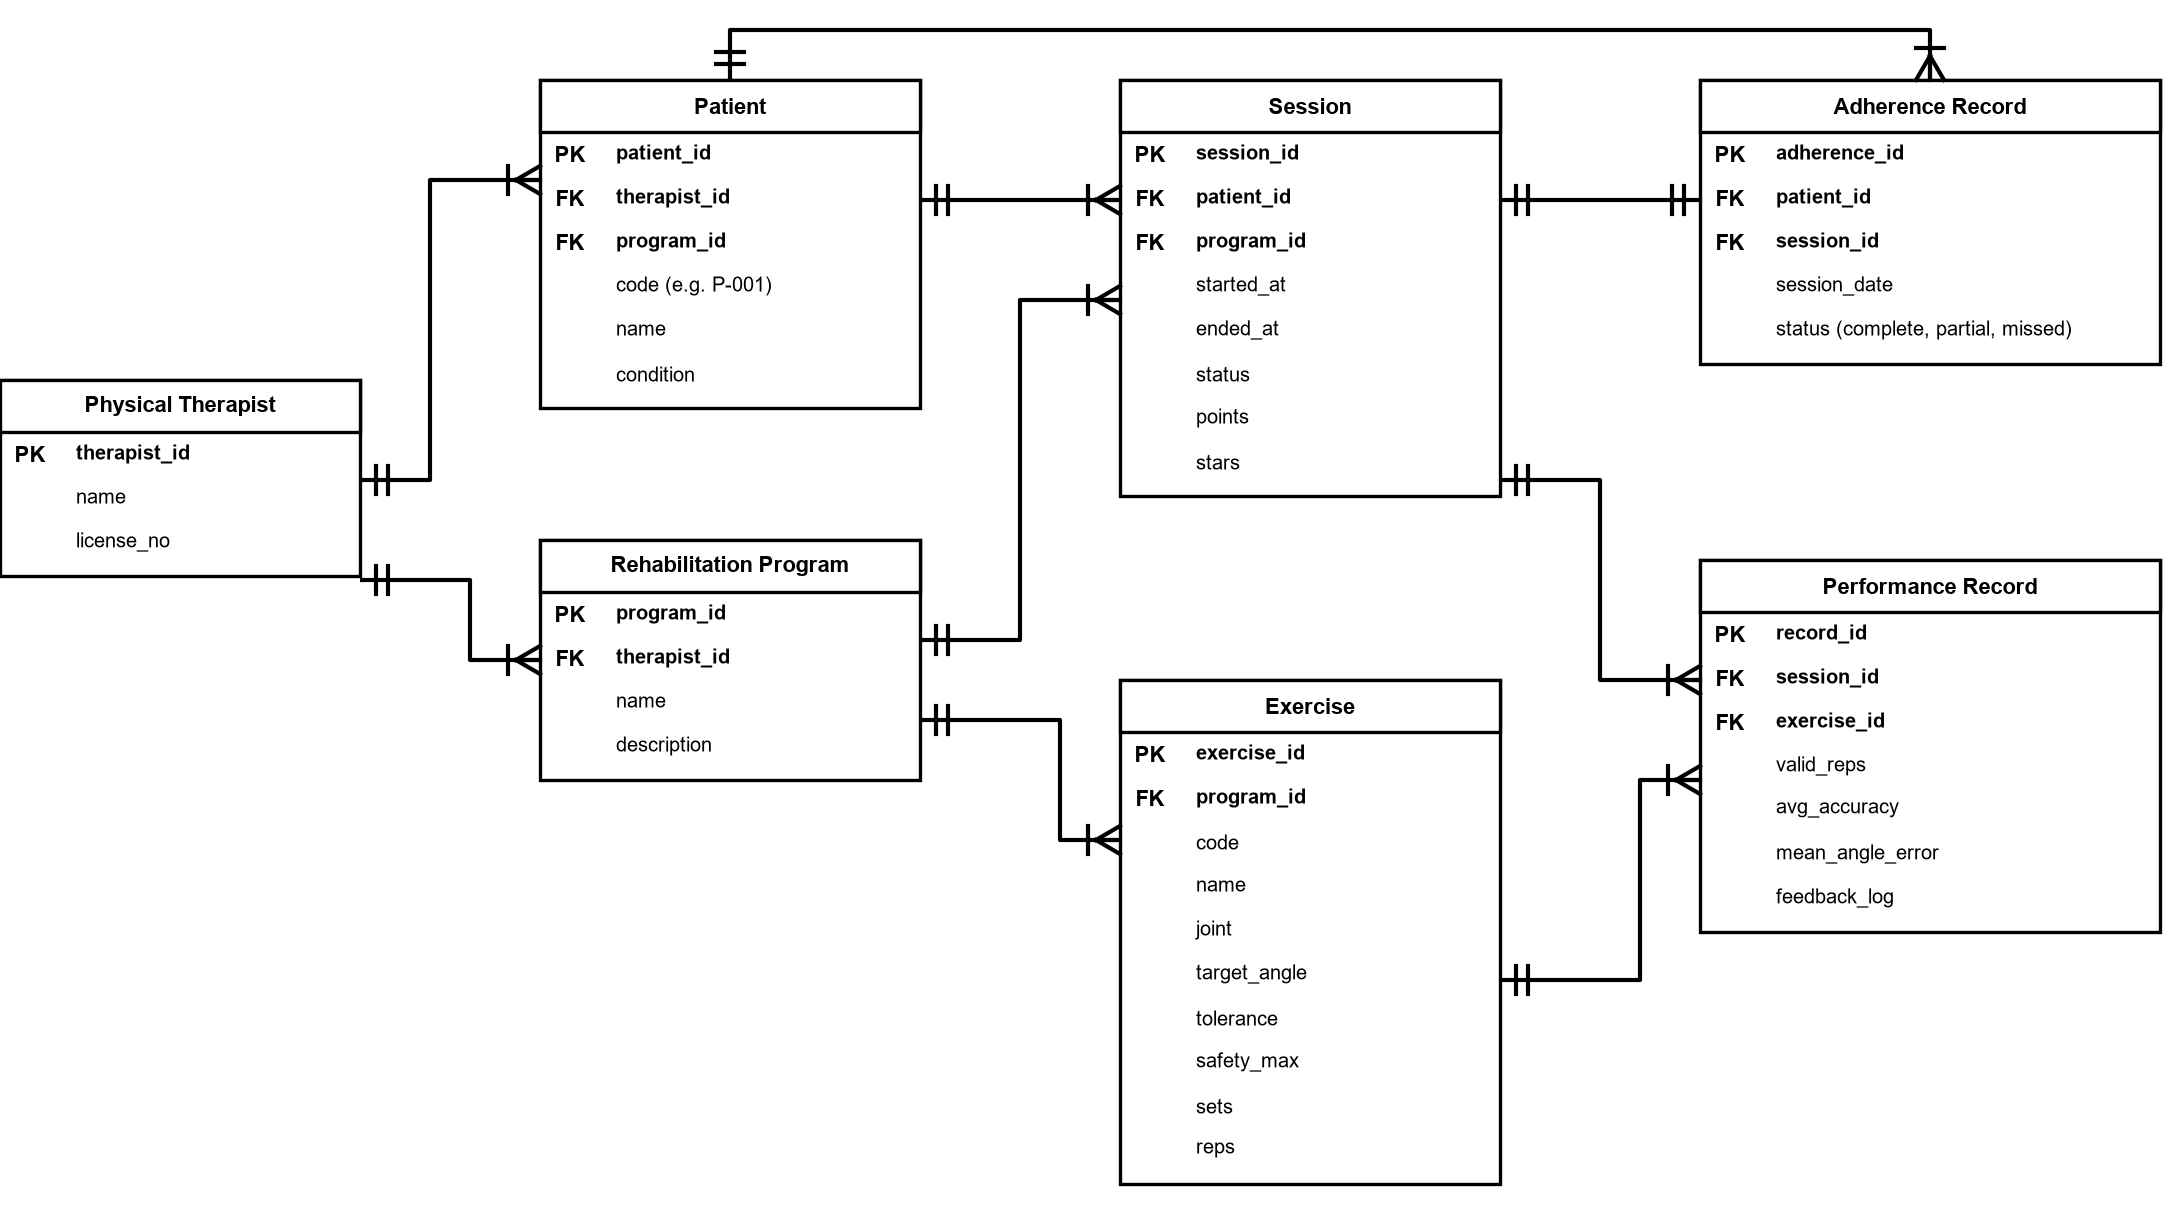 Patient
PK patient_id
FK therapist_id
FK program_id
code (e.g. P-001)
name
condition
Session
PK session_id
FK patient_id
FK program_id
started_at
ended_at
status
points
stars
Adherence Record
PK adherence_id
FK patient_id
FK session_id
session_date
status (complete, partial, missed)
Physical Therapist
PK therapist_id
name
license_no
Rehabilitation Program
PK program_id
FK therapist_id
name
description
Exercise
PK exercise_id
FK program_id
code
name
joint
target_angle
tolerance
safety_max
sets
reps
Performance Record
PK record_id
FK session_id
FK exercise_id
valid_reps
avg_accuracy
mean_angle_error
feedback_log